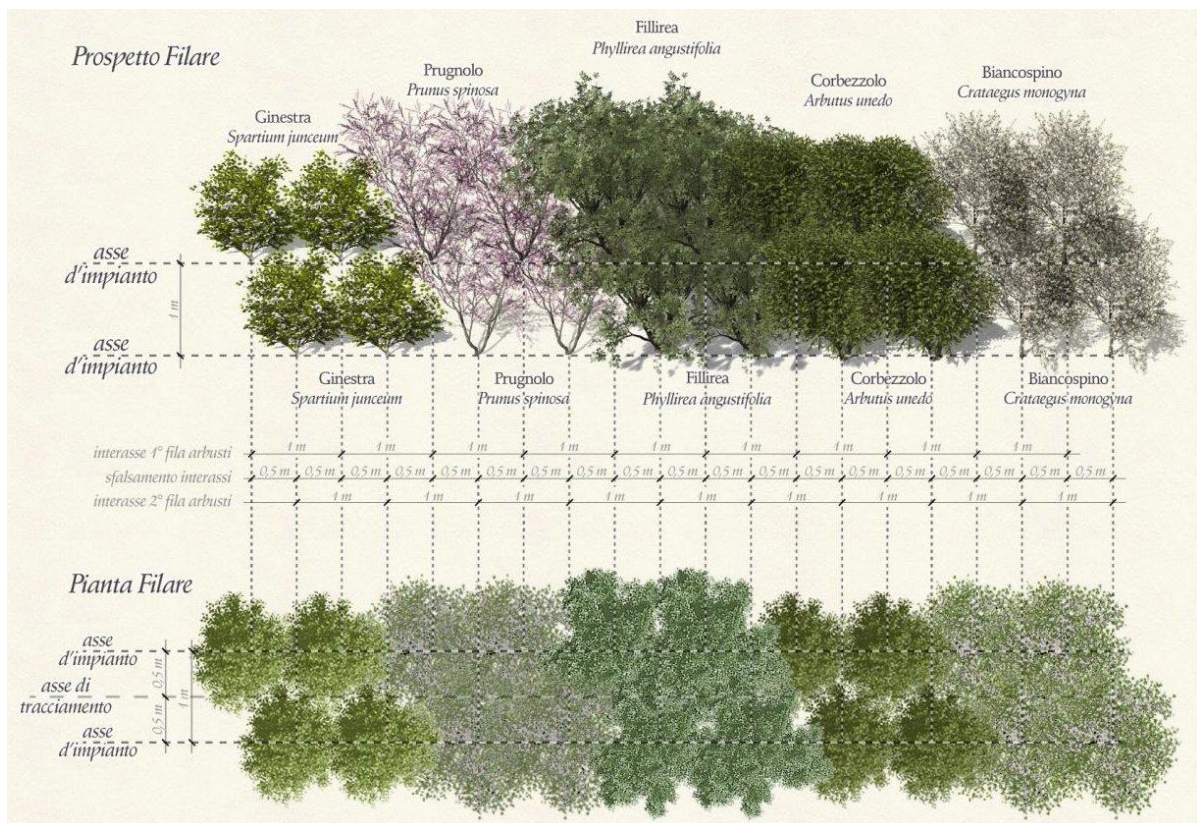 Prospetto Filare
Fillirea
Phyllirea angustifolia
Prugnolo
Prunus spinosa
Corbezzolo
Arbutus unedo
Biancospino
Crataegus monogyna
Ginestra
Spartium junceum
asse
d'impianto
1 m
asse
d'impianto
Ginestra
Spartium junceum
Prugnolo
Prunus spinosa
Fillirea
Phyllirea angustifolia
Corbezzolo
Arbutus unedo
Biancospino
Crataegus monogyna
interasse 1° fila arbusti 1 m 1 m 1 m 1 m 1 m 1 m 1 m 1 m 1 m
sfalsamento interassi 0,5 m 0,5 m 0,5 m 0,5 m 0,5 m 0,5 m 0,5 m 0,5 m 0,5 m 0,5 m 0,5 m 0,5 m 0,5 m 0,5 m 0,5 m 0,5 m 0,5 m 0,5 m 0,5 m
interasse 2° fila arbusti 1 m 1 m 1 m 1 m 1 m 1 m 1 m 1 m 1 m
Pianta Filare
asse
d'impianto
0,5 m
asse di
tracciamento
1 m
0,5 m
asse
d'impianto